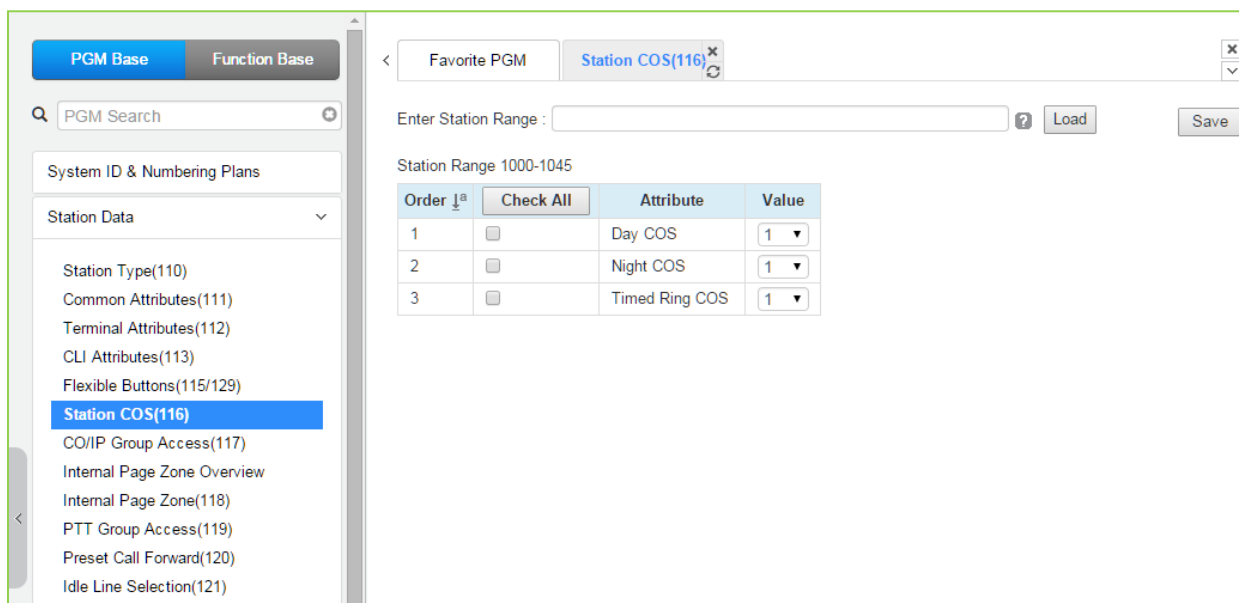 PGM Base Function Base
PGM Search
System ID & Numbering Plans
Station Data
Station Type(110)
Common Attributes(111)
Terminal Attributes(112)
CLI Attributes(113)
Flexible Buttons(115/129)
Station COS(116)
CO/IP Group Access(117)
Internal Page Zone Overview
Internal Page Zone(118)
PTT Group Access(119)
Preset Call Forward(120)
Idle Line Selection(121)
Favorite PGM Station COS(116)
Enter Station Range : Load Save
Station Range 1000-1045
Order Check All Attribute Value
1 Day COS 1
2 Night COS 1
3 Timed Ring COS 1